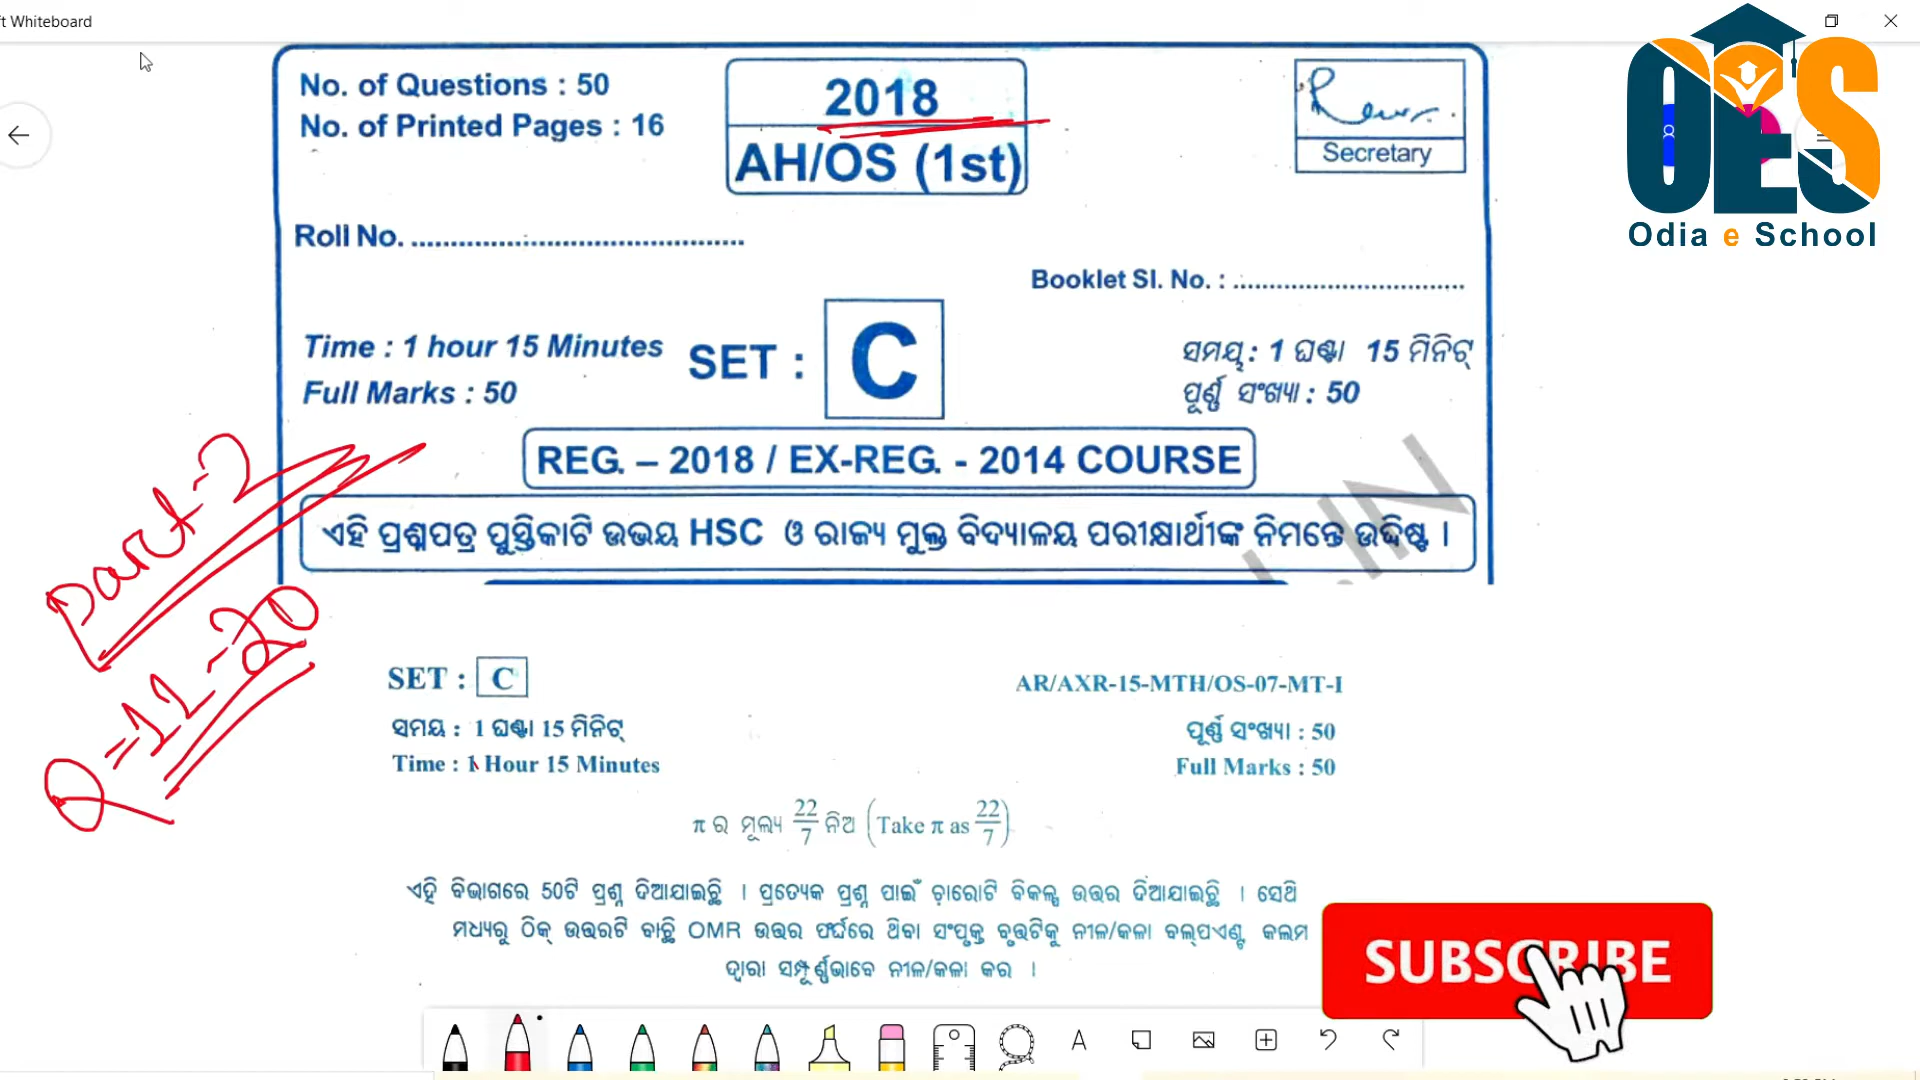 ft Whiteboard
No. of Questions : 50
No. of Printed Pages : 16
2018
AH/OS (1st)
Secretary
OES
Odia e School
Roll No. ...........................................
Booklet Sl. No. : ..............................
Time : 1 hour 15 Minutes
Full Marks : 50
SET : C
ସମୟ : 1 ଘଣ୍ଟା 15 ମିନିଟ୍
ପୂର୍ଣ୍ଣ ସଂଖ୍ୟା : 50
REG. – 2018 / EX-REG. - 2014 COURSE
ଏହି ପ୍ରଶ୍ନପତ୍ର ପୁସ୍ତିକାଟି ଉଭୟ HSC ଓ ରାଜ୍ୟ ମୁକ୍ତ ବିଦ୍ୟାଳୟ ପରୀକ୍ଷାର୍ଥୀଙ୍କ ନିମନ୍ତେ ଉଦ୍ଦିଷ୍ଟ ।
.IN
Part-2
Q=11-20
SET : C
AR/AXR-15-MTH/OS-07-MT-I
ସମୟ : 1 ଘଣ୍ଟା 15 ମିନିଟ୍
ପୂର୍ଣ୍ଣ ସଂଖ୍ୟା : 50
Time : 1 Hour 15 Minutes
Full Marks : 50
π ର ମୂଲ୍ୟ 22/7 ନିଅ (Take π as 22/7)
ଏହି ବିଭାଗରେ 50ଟି ପ୍ରଶ୍ନ ଦିଆଯାଇଛି । ପ୍ରତ୍ୟେକ ପ୍ରଶ୍ନ ପାଇଁ ଚାରୋଟି ବିକଳ୍ପ ଉତ୍ତର ଦିଆଯାଇଛି । ସେଥି
ମଧ୍ୟରୁ ଠିକ୍ ଉତ୍ତରଟି ବାଛି OMR ଉତ୍ତର ଫର୍ଦ୍ଦରେ ଥିବା ସଂପୃକ୍ତ ବୃତ୍ତଟିକୁ ନୀଳ/କଳା ବଲ୍‌ପଏଣ୍ଟ କଲମ
ଦ୍ୱାରା ସମ୍ପୂର୍ଣ୍ଣଭାବେ ନୀଳ/କଳା କର ।
SUBSCRIBE